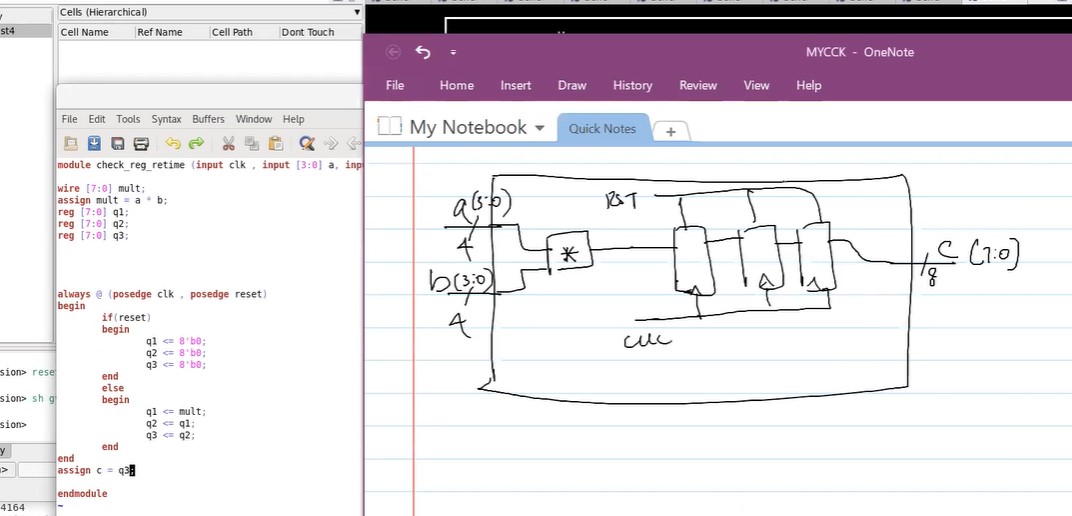 Cells (Hierarchical)
Cell Name Ref Name Cell Path Dont Touch
st4
File Edit Tools Syntax Buffers Window Help
module check_reg_retime (input clk , input [3:0] a, inp
wire [7:0] mult;
assign mult = a * b;
reg [7:0] q1;
reg [7:0] q2;
reg [7:0] q3;
always @ (posedge clk , posedge reset)
begin
if(reset)
begin
q1 <= 8'b0;
q2 <= 8'b0;
q3 <= 8'b0;
end
else
begin
q1 <= mult;
q2 <= q1;
q3 <= q2;
end
end
assign c = q3;
endmodule
~
sion> rese
sion> sh g
sion>
y
>
4164
MYCCK - OneNote
File Home Insert Draw History Review View Help
My Notebook Quick Notes +
a(3:0)
4
b(3:0)
4
*
RST
CLK
C [7:0]
8